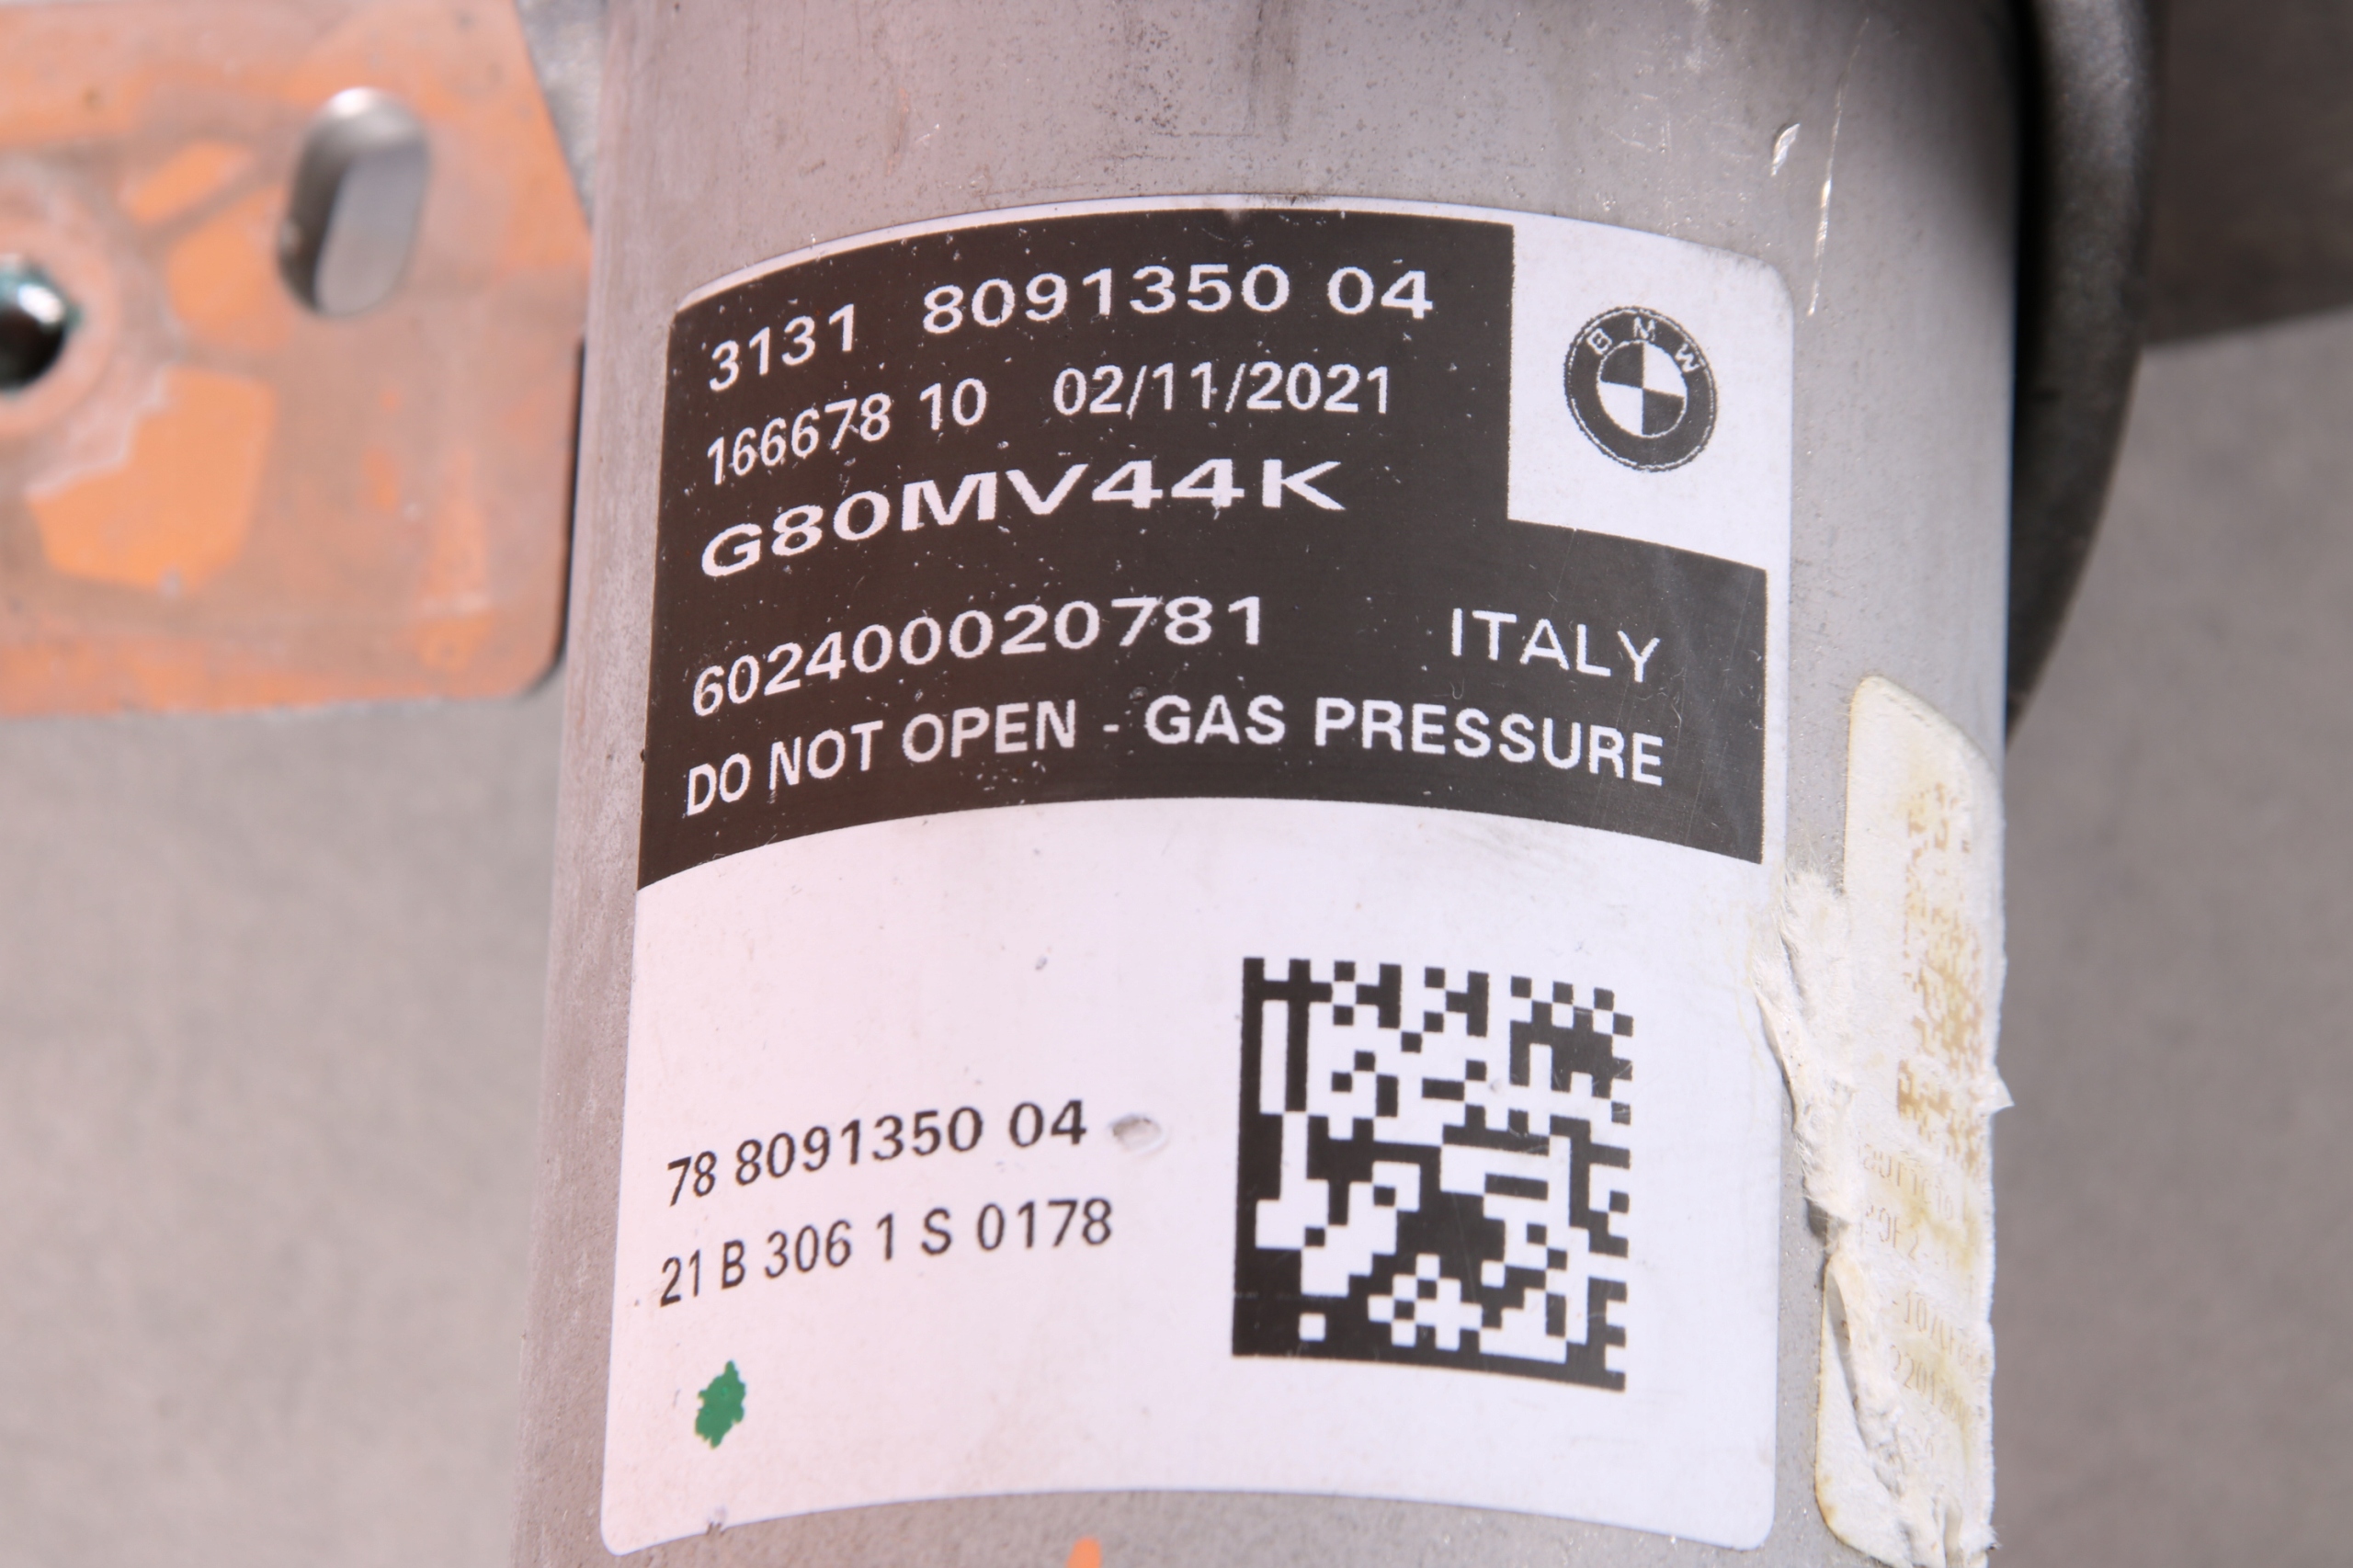 3131 8091350 04
BMW
166678 10 02/11/2021
G80MV44K
602400020781 ITALY
DO NOT OPEN - GAS PRESSURE
78 8091350 04
21 B 306 1 S 0178